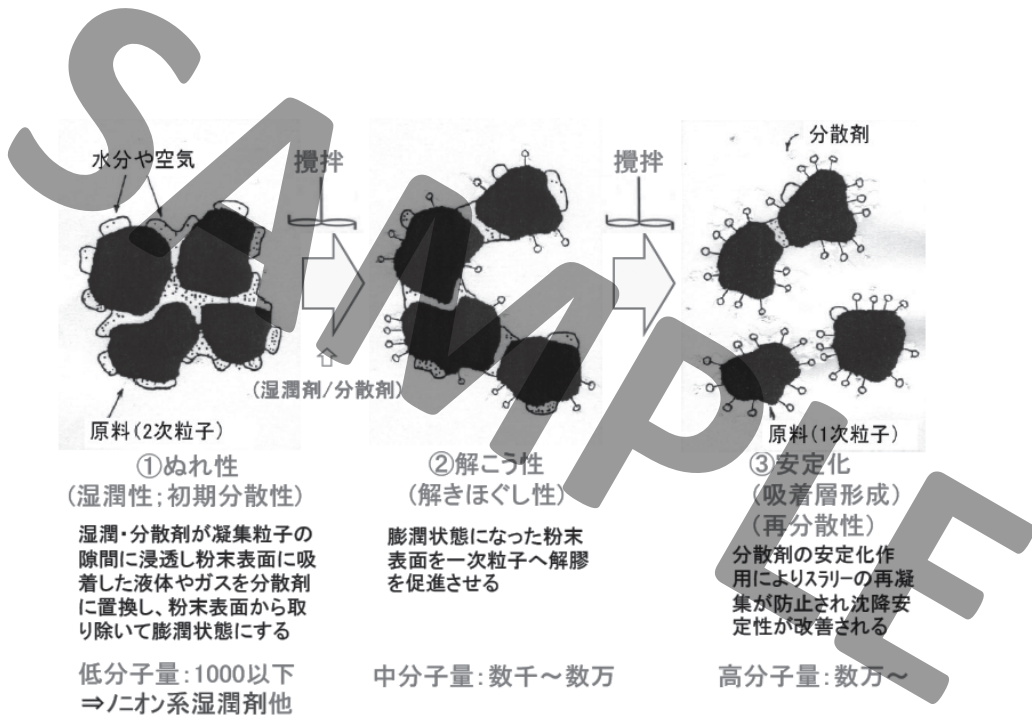 SAMPLE
水分や空気
攪拌
攪拌
分散剤
(湿潤剤/分散剤)
原料(2次粒子)
原料(1次粒子)
①ぬれ性
(湿潤性;初期分散性)
湿潤・分散剤が凝集粒子の
隙間に浸透し粉末表面に吸
着した液体やガスを分散剤
に置換し、粉末表面から取
り除いて膨潤状態にする
低分子量:1000以下
⇒ノニオン系湿潤剤他
②解こう性
(解きほぐし性)
膨潤状態になった粉末
表面を一次粒子へ解膠
を促進させる
中分子量:数千～数万
③安定化
(吸着層形成)
(再分散性)
分散剤の安定化作
用によりスラリーの再凝
集が防止され沈降安
定性が改善される
高分子量:数万～